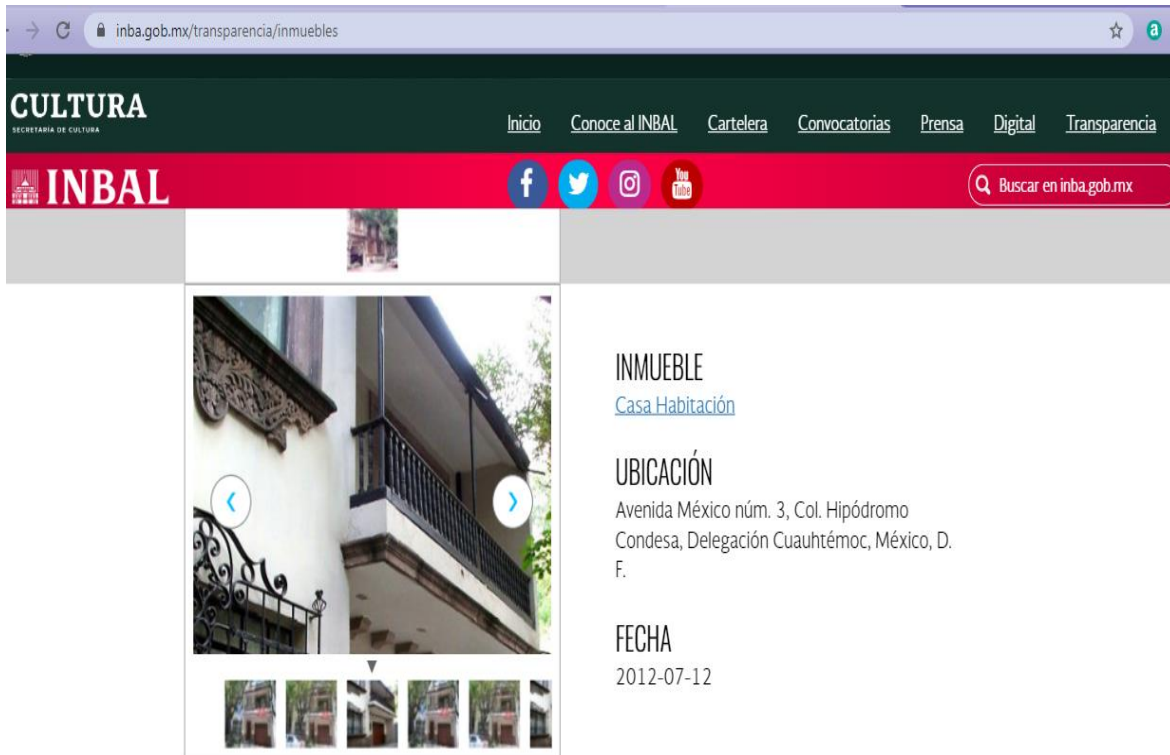 inba.gob.mx/transparencia/inmuebles
a
CULTURA
SECRETARÍA DE CULTURA
Inicio Conoce al INBAL Cartelera Convocatorias Prensa Digital Transparencia
INBAL
f
You
Tube
Buscar en inba.gob.mx
INMUEBLE
Casa Habitación
UBICACIÓN
Avenida México núm. 3, Col. Hipódromo
Condesa, Delegación Cuauhtémoc, México, D.
F.
FECHA
2012-07-12